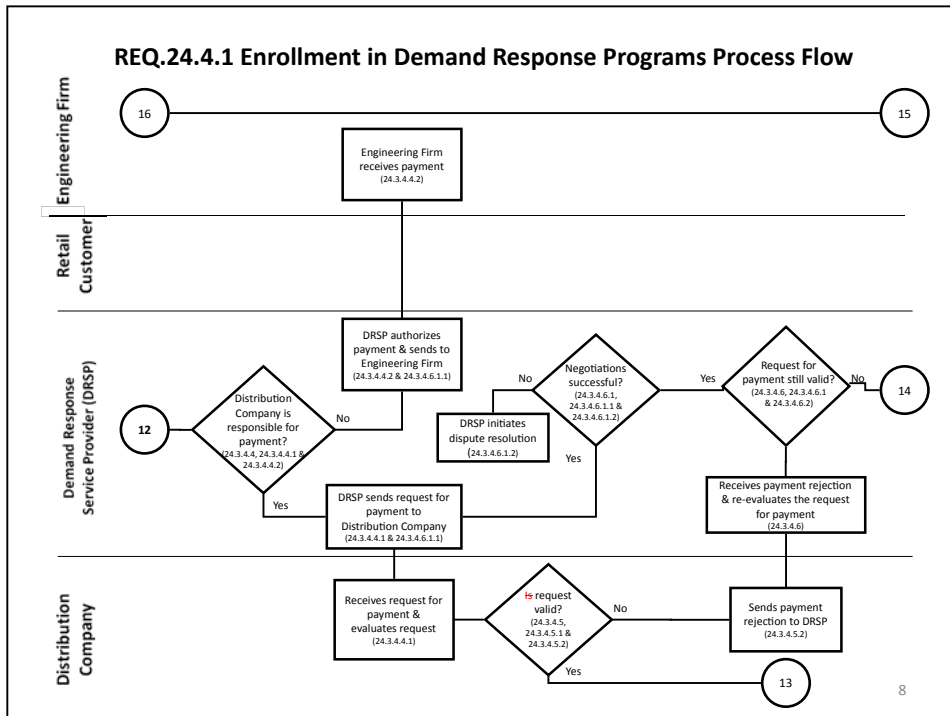 REQ.24.4.1 Enrollment in Demand Response Programs Process Flow
Engineering Firm
16
15
Engineering Firm
receives payment
(24.3.4.4.2)
Retail
Customer
Demand Response
Service Provider (DRSP)
12
Distribution
Company is
responsible for
payment?
(24.3.4.4, 24.3.4.4.1 &
24.3.4.4.2)
No
Yes
DRSP authorizes
payment & sends to
Engineering Firm
(24.3.4.4.2 & 24.3.4.6.1.1)
DRSP sends request for
payment to
Distribution Company
(24.3.4.4.1 & 24.3.4.6.1.1)
No
DRSP initiates
dispute resolution
(24.3.4.6.1.2)
Negotiations
successful?
(24.3.4.6.1,
24.3.4.6.1.1 &
24.3.4.6.1.2)
Yes
Yes
Request for
payment still valid?
(24.3.4.6, 24.3.4.6.1
& 24.3.4.6.2)
No
14
Receives payment rejection
& re-evaluates the request
for payment
(24.3.4.6)
Distribution
Company
Receives request for
payment &
evaluates request
(24.3.4.4.1)
Is request
valid?
(24.3.4.5,
24.3.4.5.1 &
24.3.4.5.2)
No
Yes
Sends payment
rejection to DRSP
(24.3.4.5.2)
13
8